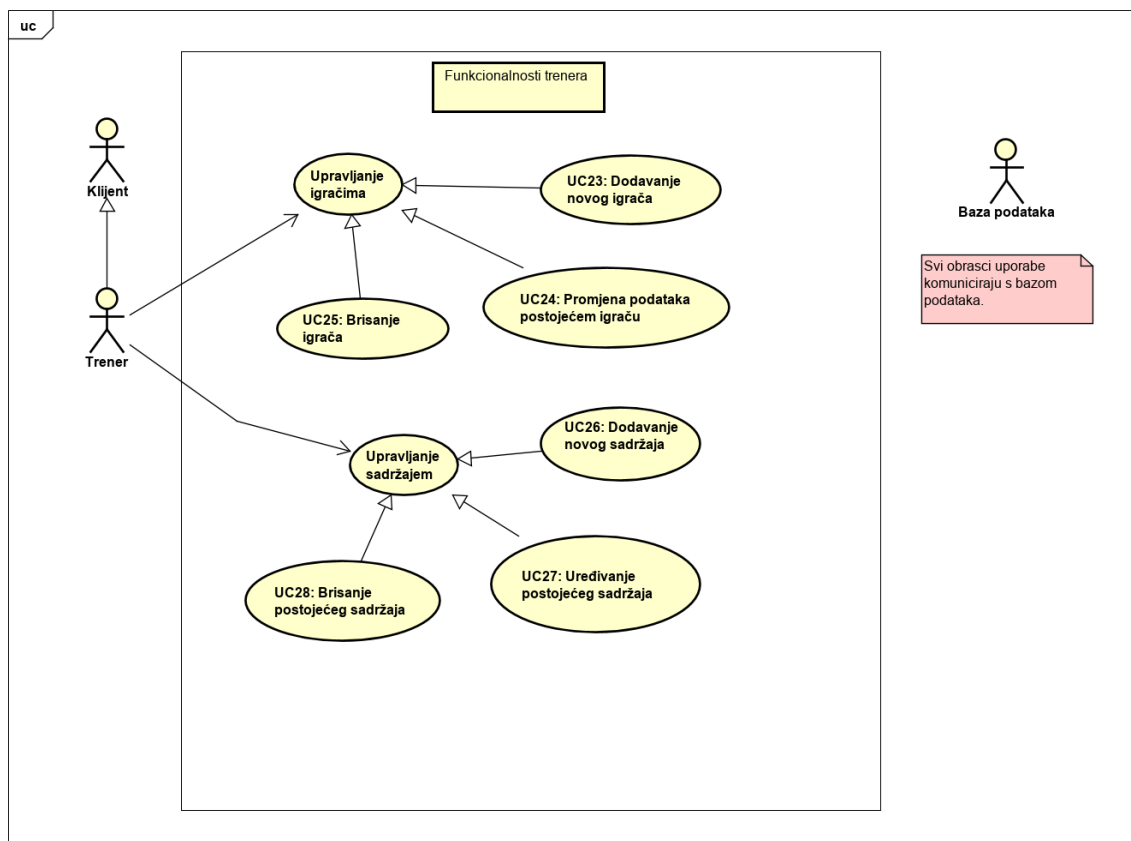 uc
Funkcionalnosti trenera
Klijent
Upravljanje
igračima
UC23: Dodavanje
novog igrača
Baza podataka
Svi obrasci uporabe
komuniciraju s bazom
podataka.
UC24: Promjena podataka
postojećem igraču
UC25: Brisanje
igrača
Trener
UC26: Dodavanje
novog sadržaja
Upravljanje
sadržajem
UC27: Uređivanje
postojećeg sadržaja
UC28: Brisanje
postojećeg sadržaja